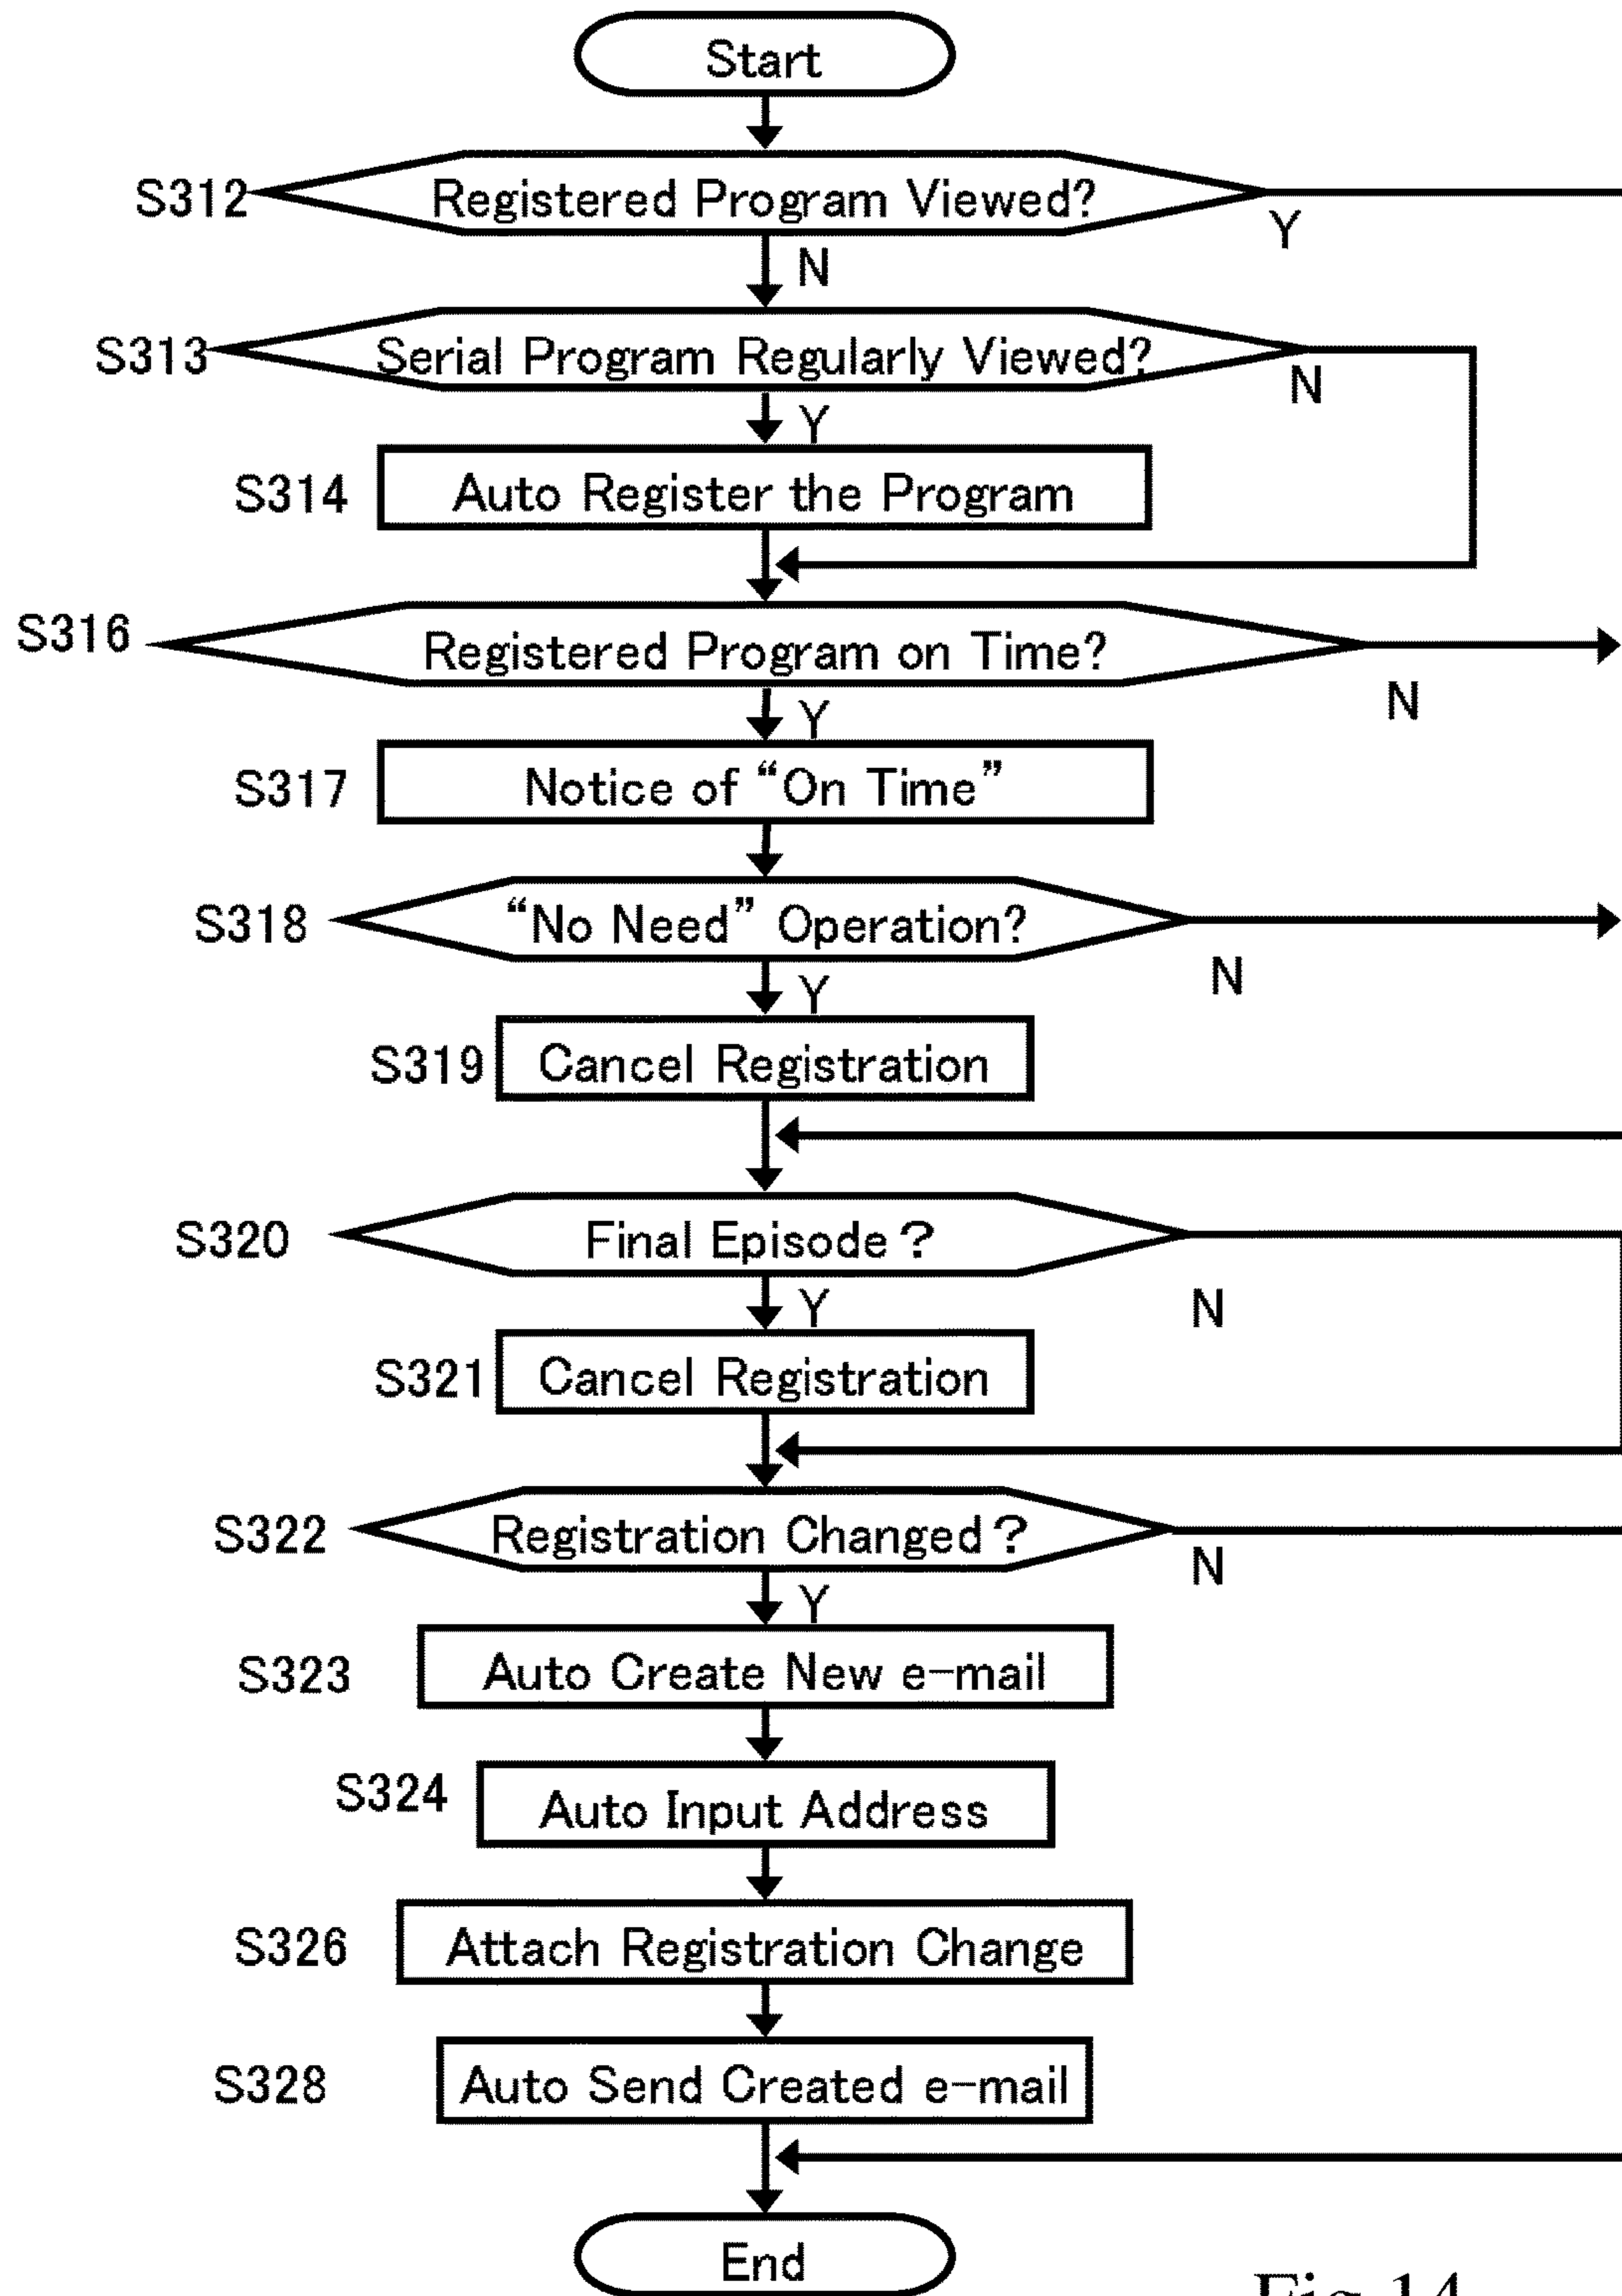 Start
S312 Registered Program Viewed?
Y
N
S313 Serial Program Regularly Viewed?
N
Y
S314 Auto Register the Program
S316 Registered Program on Time?
N
Y
S317 Notice of “On Time”
S318 “No Need” Operation?
N
Y
S319 Cancel Registration
S320 Final Episode?
N
Y
S321 Cancel Registration
S322 Registration Changed?
N
Y
S323 Auto Create New e-mail
S324 Auto Input Address
S326 Attach Registration Change
S328 Auto Send Created e-mail
End
Fig.14